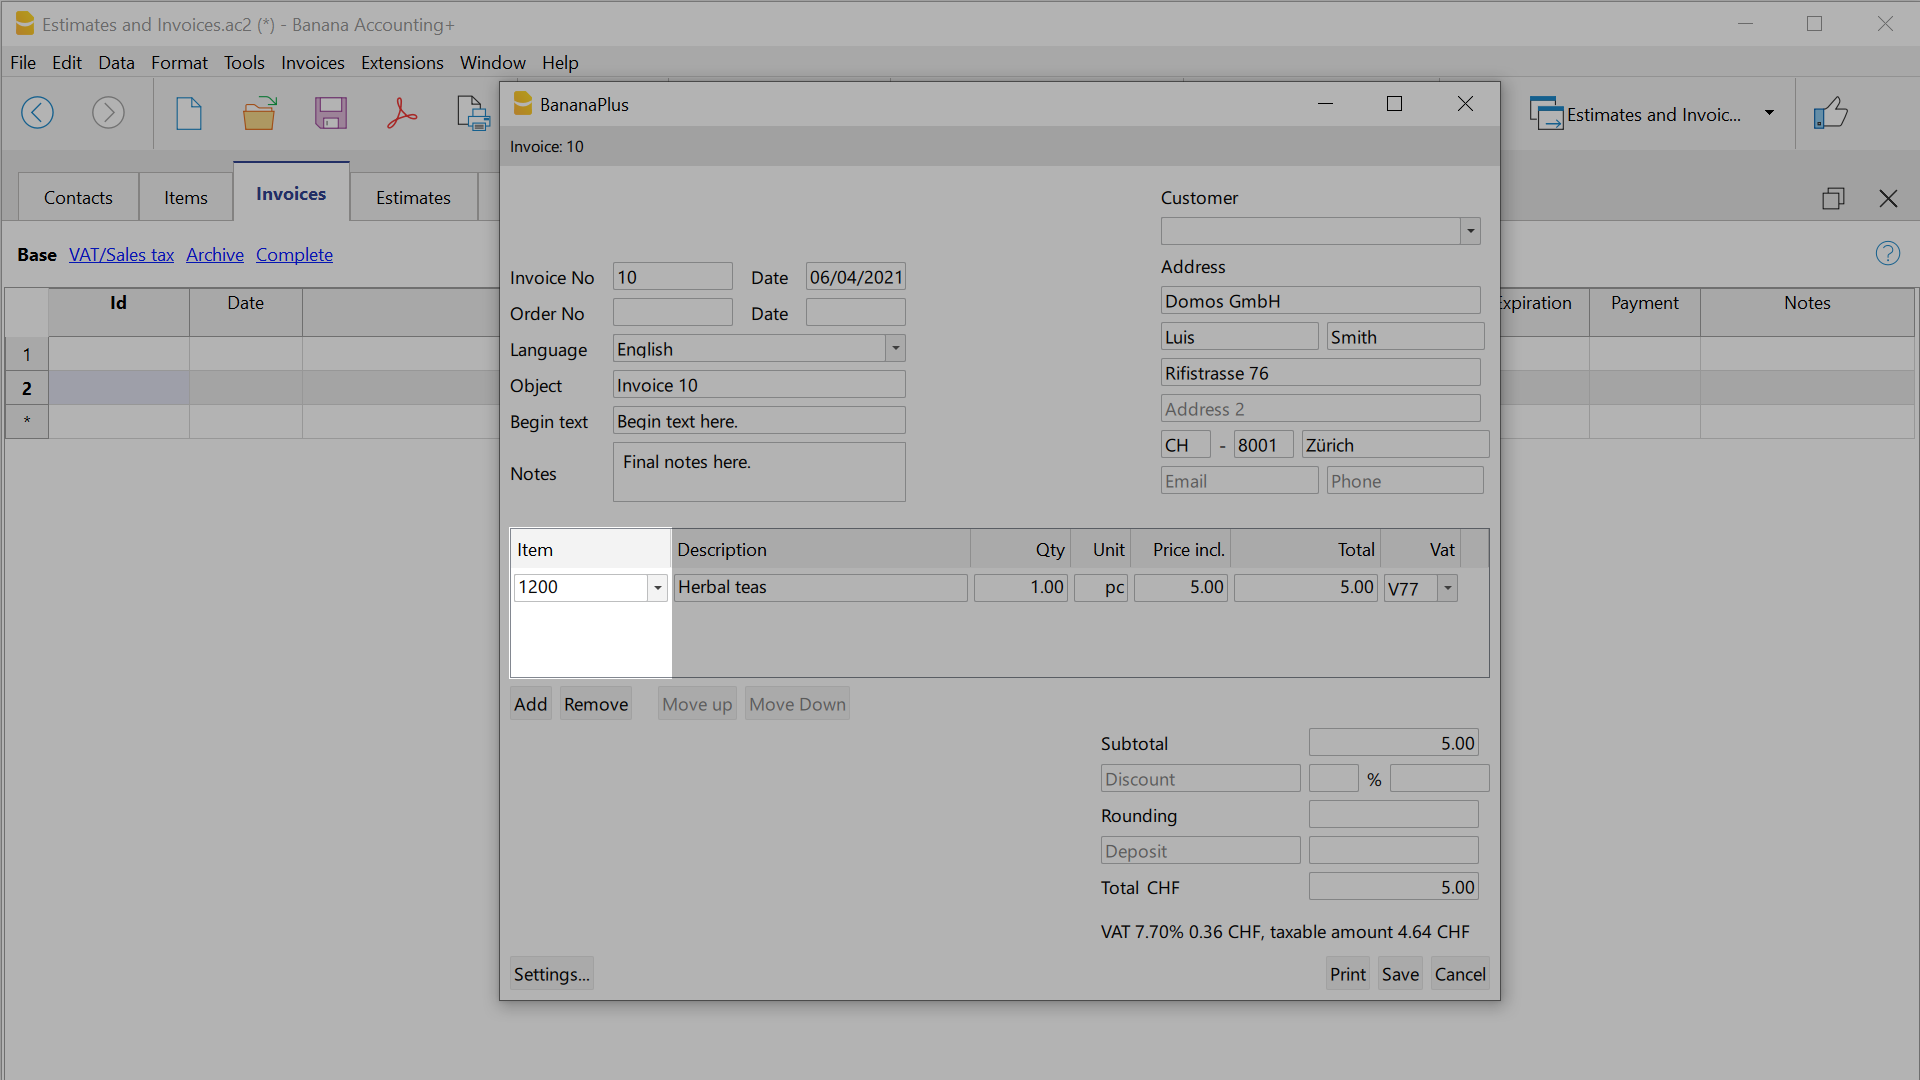 Estimates and Invoices.ac2 (*) - Banana Accounting+
File Edit Data Format Tools Invoices Extensions Window Help
Estimates and Invoic...
BananaPlus
Invoice: 10
Contacts Items Invoices Estimates
Base VAT/Sales tax Archive Complete
Id Date Expiration Payment Notes
1
2
*
Customer
Address
Invoice No 10 Date 06/04/2021
Domos GmbH
Order No Date
Luis Smith
Language English
Rifistrasse 76
Object Invoice 10
Address 2
Begin text Begin text here.
CH - 8001 Zürich
Notes Final notes here.
Email Phone
Item Description Qty Unit Price incl. Total Vat
1200 Herbal teas 1.00 pc 5.00 5.00 V77
Add Remove Move up Move Down
Subtotal 5.00
Discount %
Rounding
Deposit
Total CHF 5.00
VAT 7.70% 0.36 CHF, taxable amount 4.64 CHF
Settings... Print Save Cancel